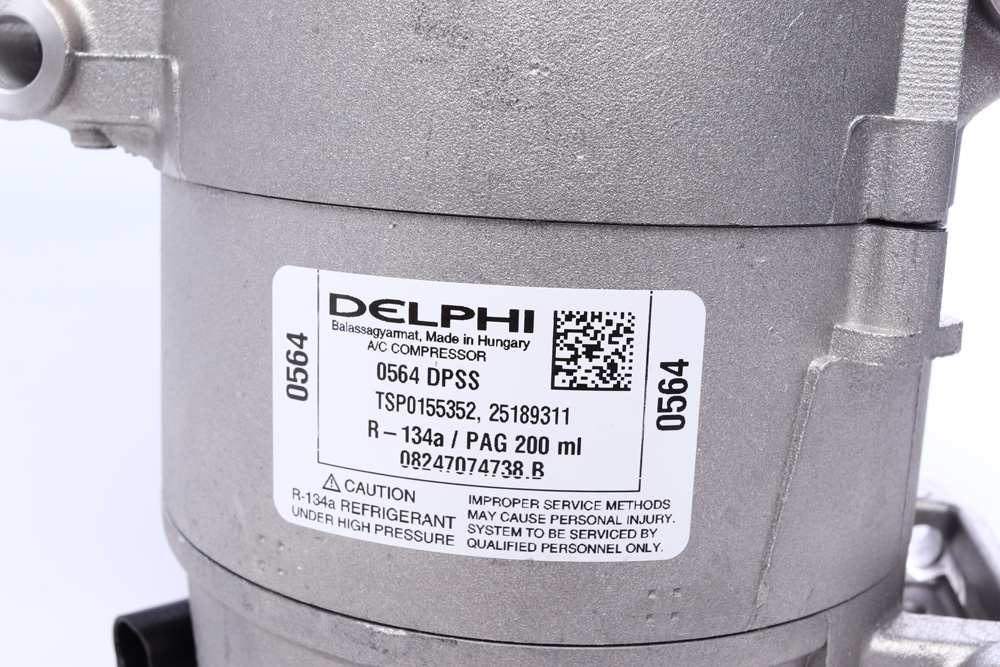 DELPHI
Balassagyarmat, Made in Hungary
A/C COMPRESSOR
0564 DPSS
TSP0155352, 25189311
R-134a / PAG 200 ml
08247074738.B
0564
0564
⚠ CAUTION
R-134a REFRIGERANT
UNDER HIGH PRESSURE
IMPROPER SERVICE METHODS
MAY CAUSE PERSONAL INJURY.
SYSTEM TO BE SERVICED BY
QUALIFIED PERSONNEL ONLY.